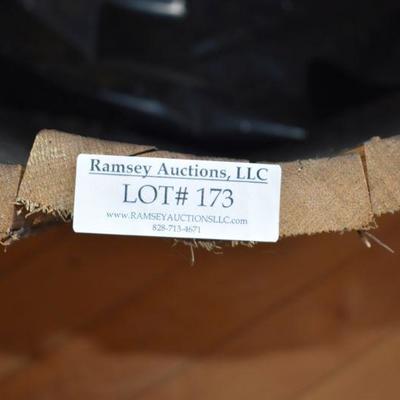 Ramsey Auctions, LLC
LOT# 173
www.RAMSEYAUCTIONSLLC.com
828-713-4671